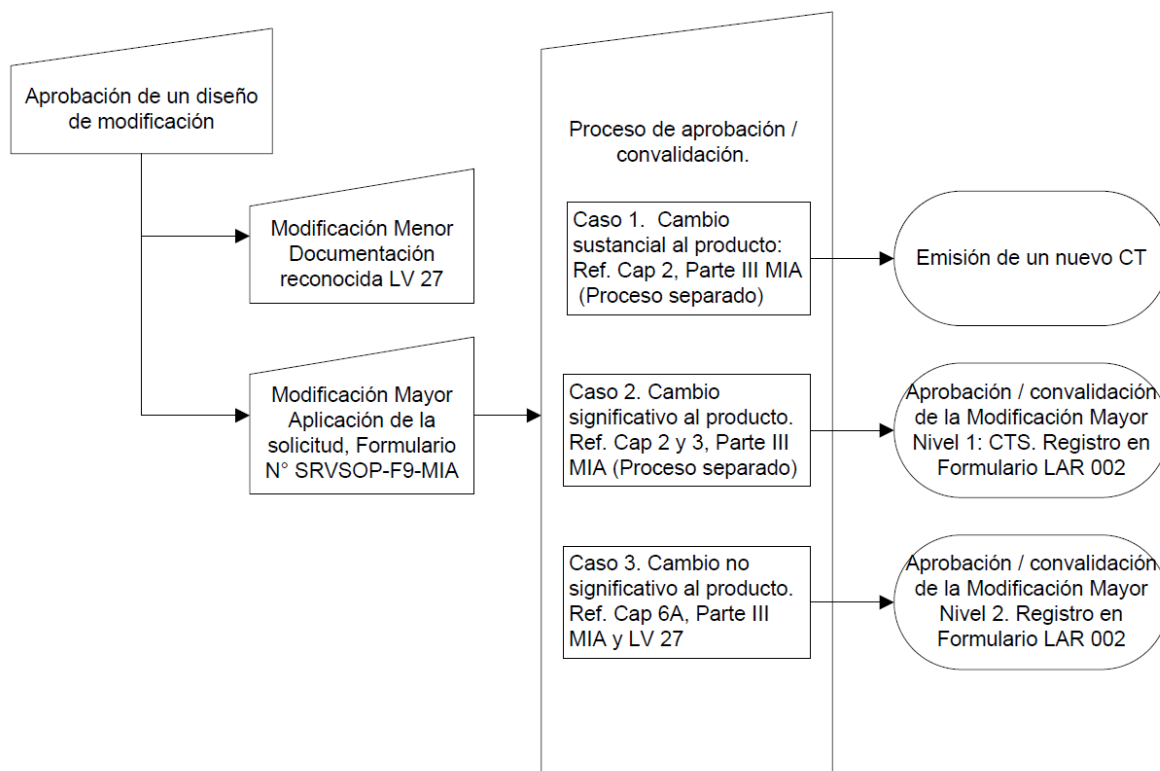 Aprobación de un diseño
de modificación
Modificación Menor
Documentación
reconocida LV 27
Modificación Mayor
Aplicación de la
solicitud, Formulario
N° SRVSOP-F9-MIA
Proceso de aprobación /
convalidación.
Caso 1.  Cambio
sustancial al producto:
Ref. Cap 2, Parte III MIA
(Proceso separado)
Caso 2. Cambio
significativo al producto.
Ref. Cap 2 y 3, Parte III
MIA (Proceso separado)
Caso 3. Cambio no
significativo al producto.
Ref. Cap 6A, Parte III
MIA y LV 27
Emisión de un nuevo CT
Aprobación / convalidación
de la Modificación Mayor
Nivel 1: CTS. Registro en
Formulario LAR 002
Aprobación / convalidación
de la Modificación Mayor
Nivel 2. Registro en
Formulario LAR 002